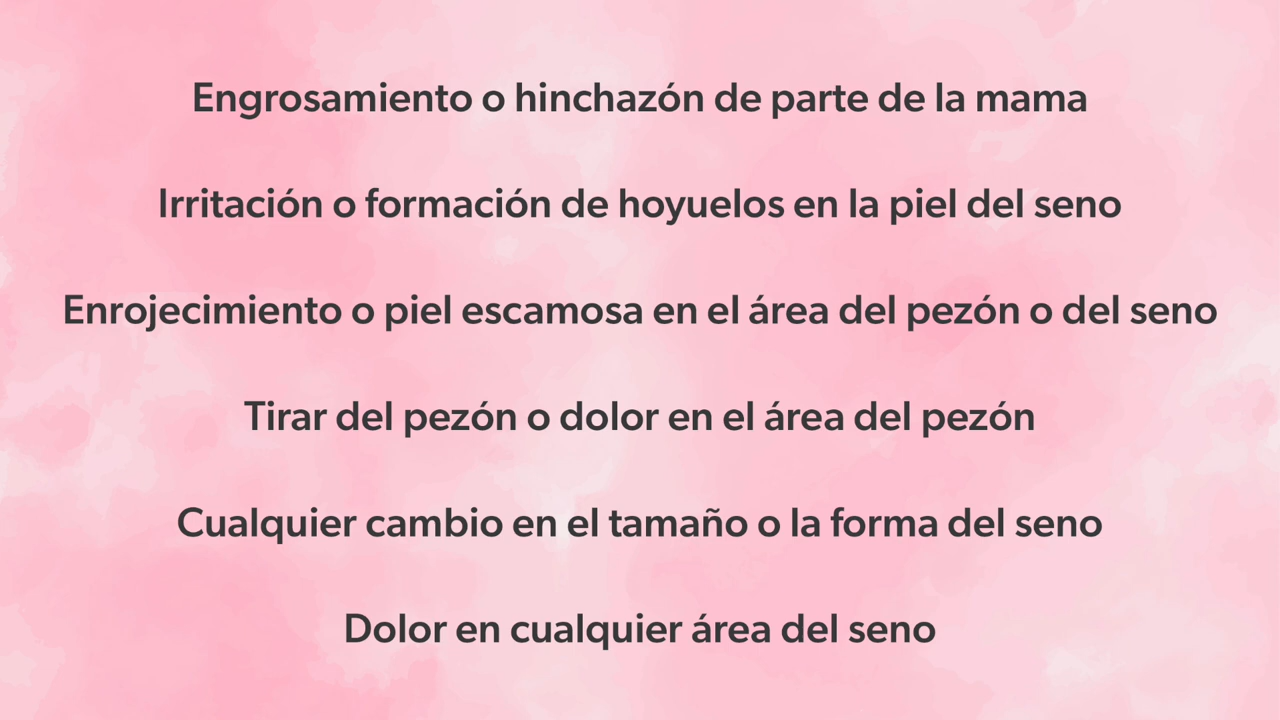 Engrosamiento o hinchazón de parte de la mama
Irritación o formación de hoyuelos en la piel del seno
Enrojecimiento o piel escamosa en el área del pezón o del seno
Tirar del pezón o dolor en el área del pezón
Cualquier cambio en el tamaño o la forma del seno
Dolor en cualquier área del seno